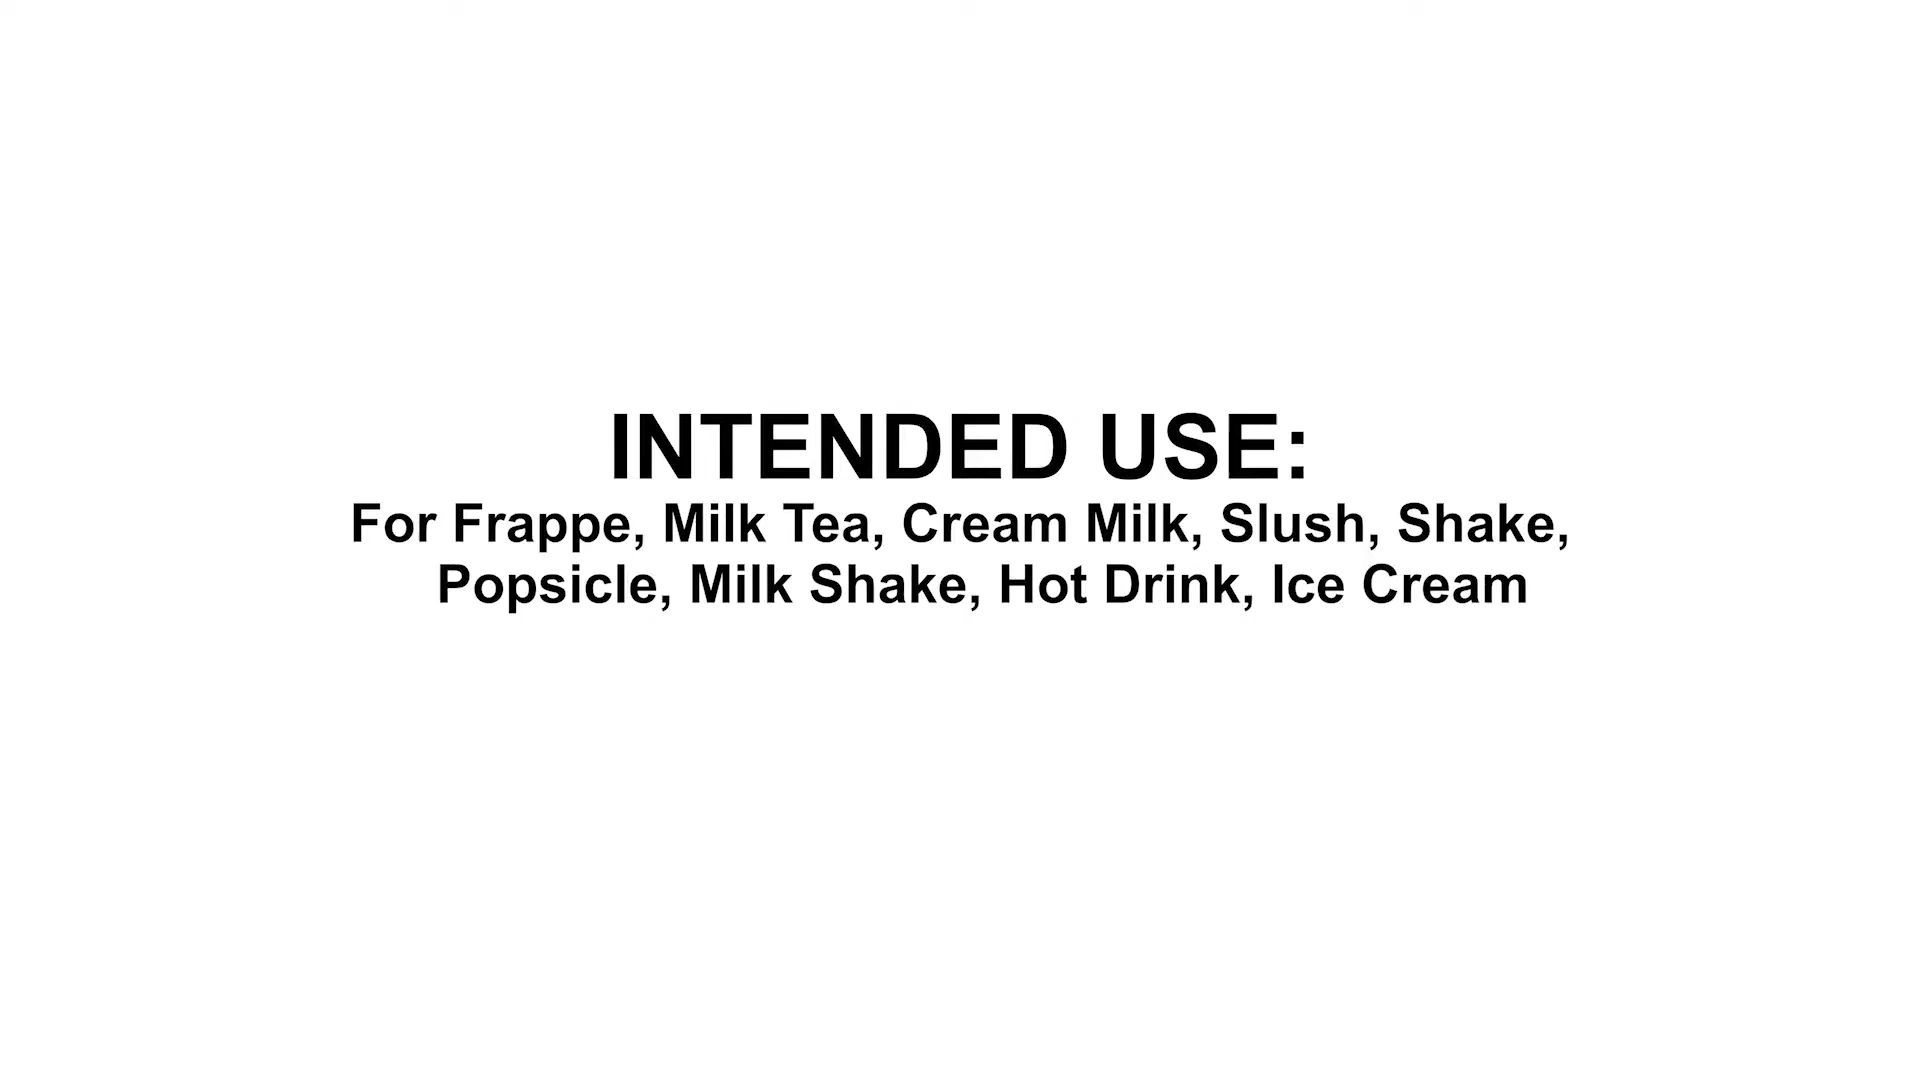 INTENDED USE:
For Frappe, Milk Tea, Cream Milk, Slush, Shake,
Popsicle, Milk Shake, Hot Drink, Ice Cream